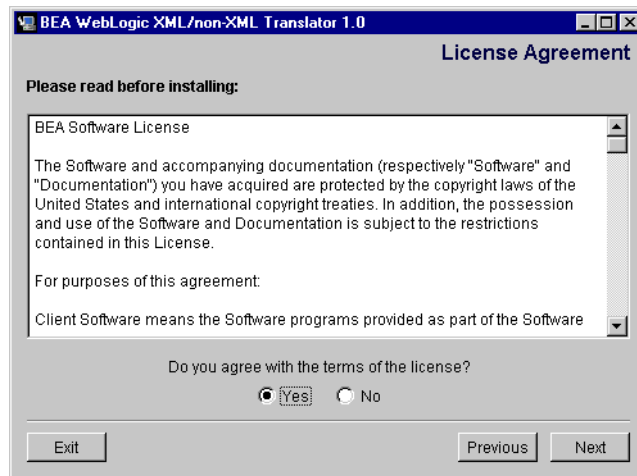 BEA WebLogic XML/non-XML Translator 1.0
License Agreement
Please read before installing:
BEA Software License
The Software and accompanying documentation (respectively "Software" and
"Documentation") you have acquired are protected by the copyright laws of the
United States and international copyright treaties. In addition, the possession
and use of the Software and Documentation is subject to the restrictions
contained in this License.
For purposes of this agreement:
Client Software means the Software programs provided as part of the Software
Do you agree with the terms of the license?
Yes No
Exit Previous Next